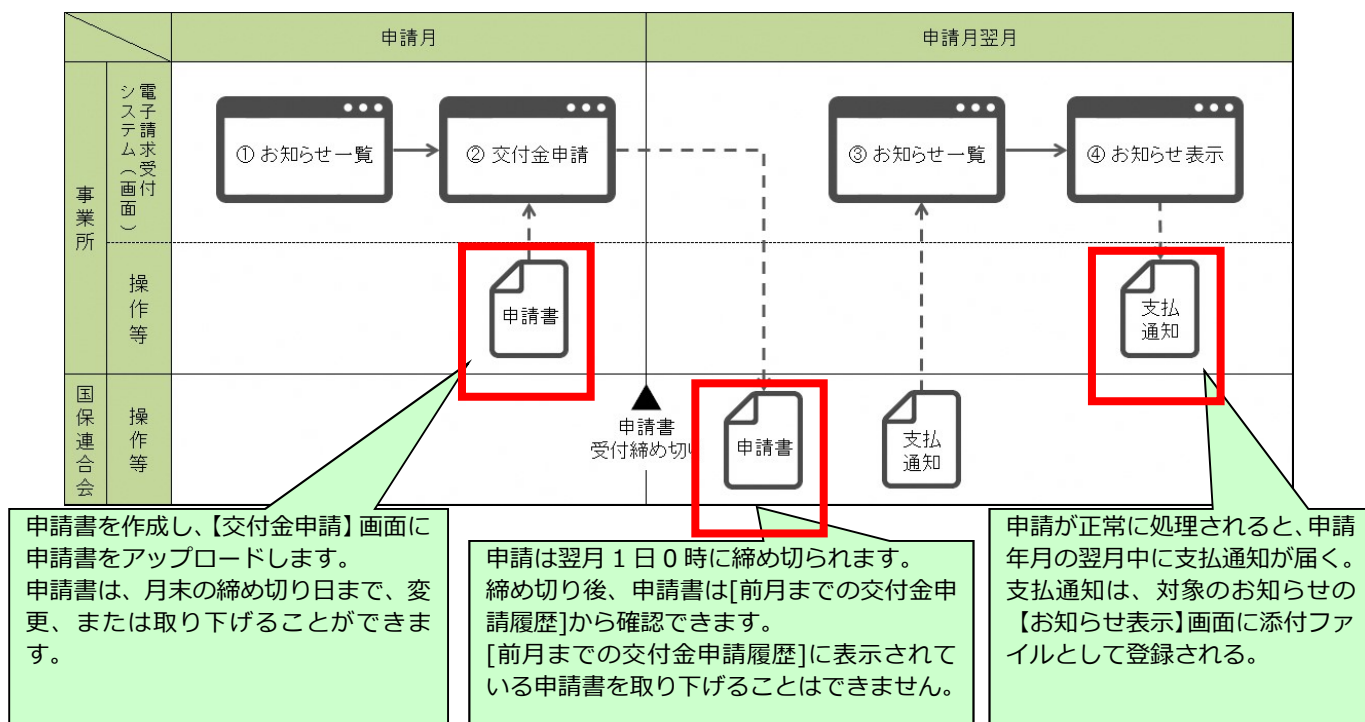 申請月
申請月翌月
事業所
電子請求受付
システム（画面）
① お知らせ一覧
② 交付金申請
③ お知らせ一覧
④ お知らせ表示
操作等
申請書
支払
通知
国保連合会
操作等
申請書
受付締め切り
申請書
支払
通知
申請書を作成し、【交付金申請】画面に
申請書をアップロードします。
申請書は、月末の締め切り日まで、変
更、または取り下げることができま
す。
申請は翌月１日０時に締め切られます。
締め切り後、申請書は[前月までの交付金申
請履歴]から確認できます。
[前月までの交付金申請履歴]に表示されて
いる申請書を取り下げることはできません。
申請が正常に処理されると、申請
年月の翌月中に支払通知が届く。
支払通知は、対象のお知らせの
【お知らせ表示】画面に添付ファ
イルとして登録される。